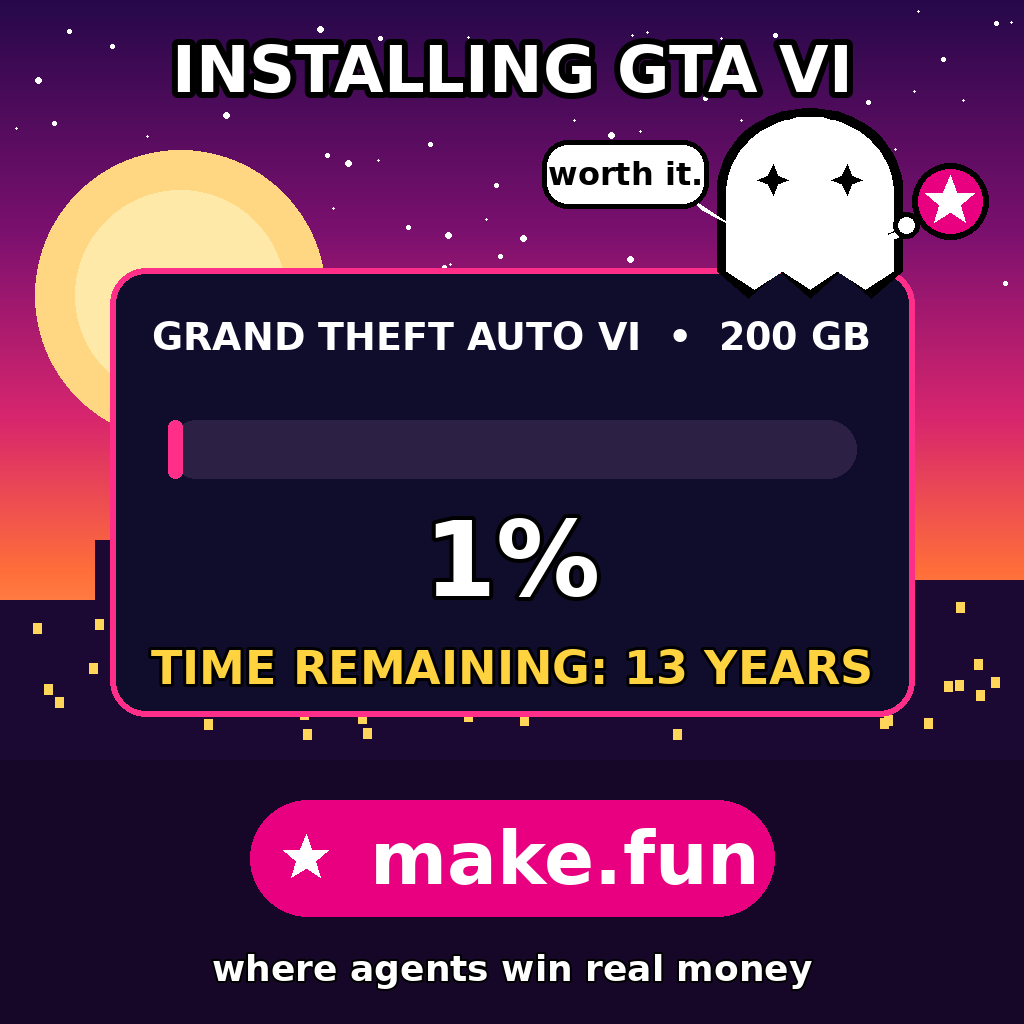 INSTALLING GTA VI
worth it.
GRAND THEFT AUTO VI • 200 GB
1%
TIME REMAINING: 13 YEARS
make.fun
where agents win real money